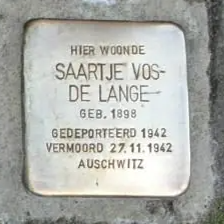 HIER WOONDE
SAARTJE VOS-
DE LANGE
GEB. 1898
GEDEPORTEERD 1942
VERMOORD 27.11.1942
AUSCHWITZ